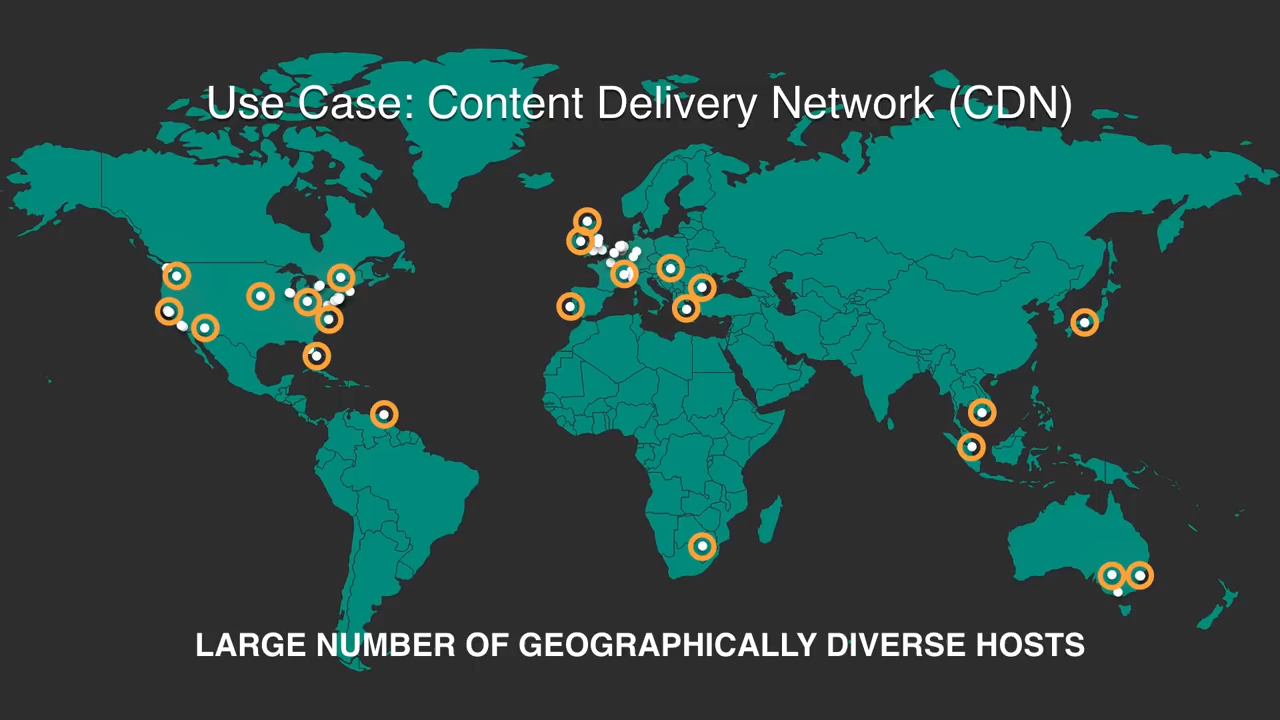 Use Case: Content Delivery Network (CDN)
LARGE NUMBER OF GEOGRAPHICALLY DIVERSE HOSTS